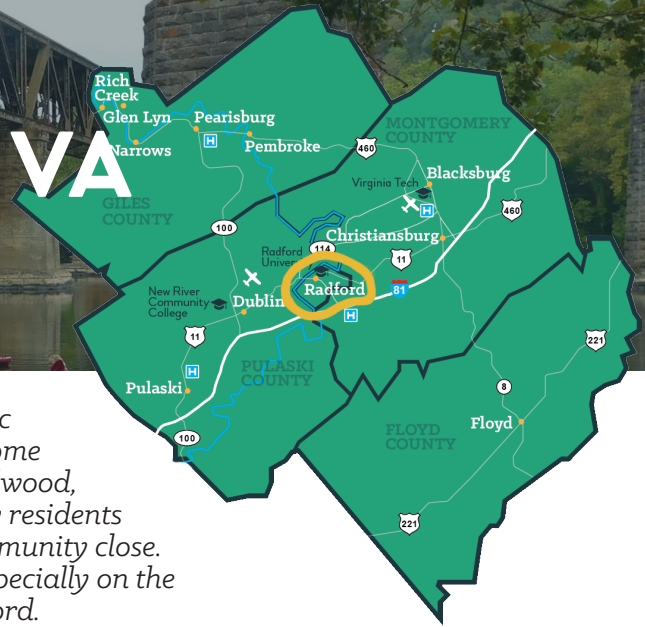 VA
Rich
Creek
Glen Lyn
Narrows
Pearisburg
Pembroke
H
460
MONTGOMERY
COUNTY
Virginia Tech
Blacksburg
H
460
GILES
COUNTY
100
Christiansburg
114
11
Radford
Radford
81
H
New River
Community
College
Dublin
11
H
Pulaski
PULASKI
COUNTY
100
221
8
Floyd
FLOYD
COUNTY
221
ome
wood,
residents
munity close.
pecially on the
ord.